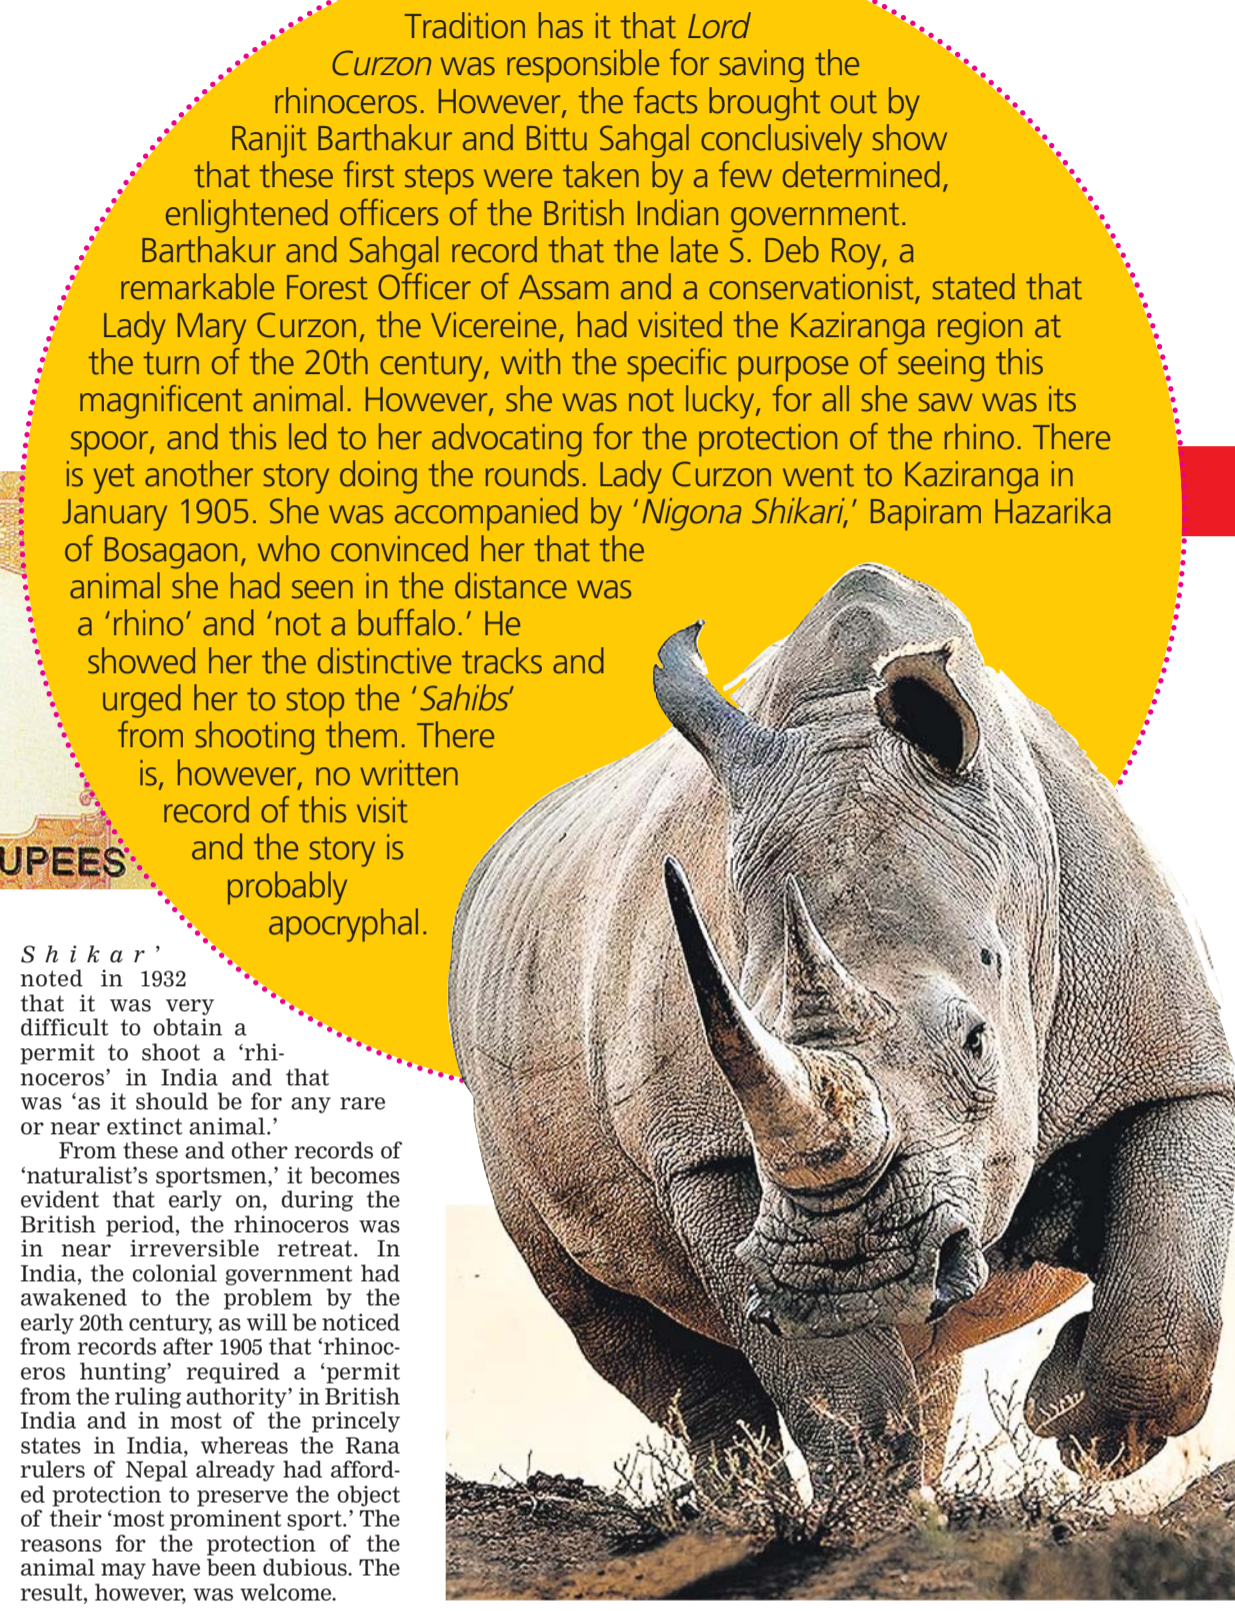 Tradition has it that Lord
Curzon was responsible for saving the
rhinoceros. However, the facts brought out by
Ranjit Barthakur and Bittu Sahgal conclusively show
that these first steps were taken by a few determined,
enlightened officers of the British Indian government.
Barthakur and Sahgal record that the late S. Deb Roy, a
remarkable Forest Officer of Assam and a conservationist, stated that
Lady Mary Curzon, the Vicereine, had visited the Kaziranga region at
the turn of the 20th century, with the specific purpose of seeing this
magnificent animal. However, she was not lucky, for all she saw was its
spoor, and this led to her advocating for the protection of the rhino. There
is yet another story doing the rounds. Lady Curzon went to Kaziranga in
January 1905. She was accompanied by ‘Nigona Shikari,’ Bapiram Hazarika
of Bosagaon, who convinced her that the
animal she had seen in the distance was
a ‘rhino’ and ‘not a buffalo.’ He
showed her the distinctive tracks and
urged her to stop the ‘Sahibs’
from shooting them. There
is, however, no written
record of this visit
and the story is
probably
apocryphal.
UPEES
Shikar’
noted in 1932
that it was very
difficult to obtain a
permit to shoot a ‘rhi-
noceros’ in India and that
was ‘as it should be for any rare
or near extinct animal.’
From these and other records of
‘naturalist’s sportsmen,’ it becomes
evident that early on, during the
British period, the rhinoceros was
in near irreversible retreat. In
India, the colonial government had
awakened to the problem by the
early 20th century, as will be noticed
from records after 1905 that ‘rhinoc-
eros hunting’ required a ‘permit
from the ruling authority’ in British
India and in most of the princely
states in India, whereas the Rana
rulers of Nepal already had afford-
ed protection to preserve the object
of their ‘most prominent sport.’ The
reasons for the protection of the
animal may have been dubious. The
result, however, was welcome.